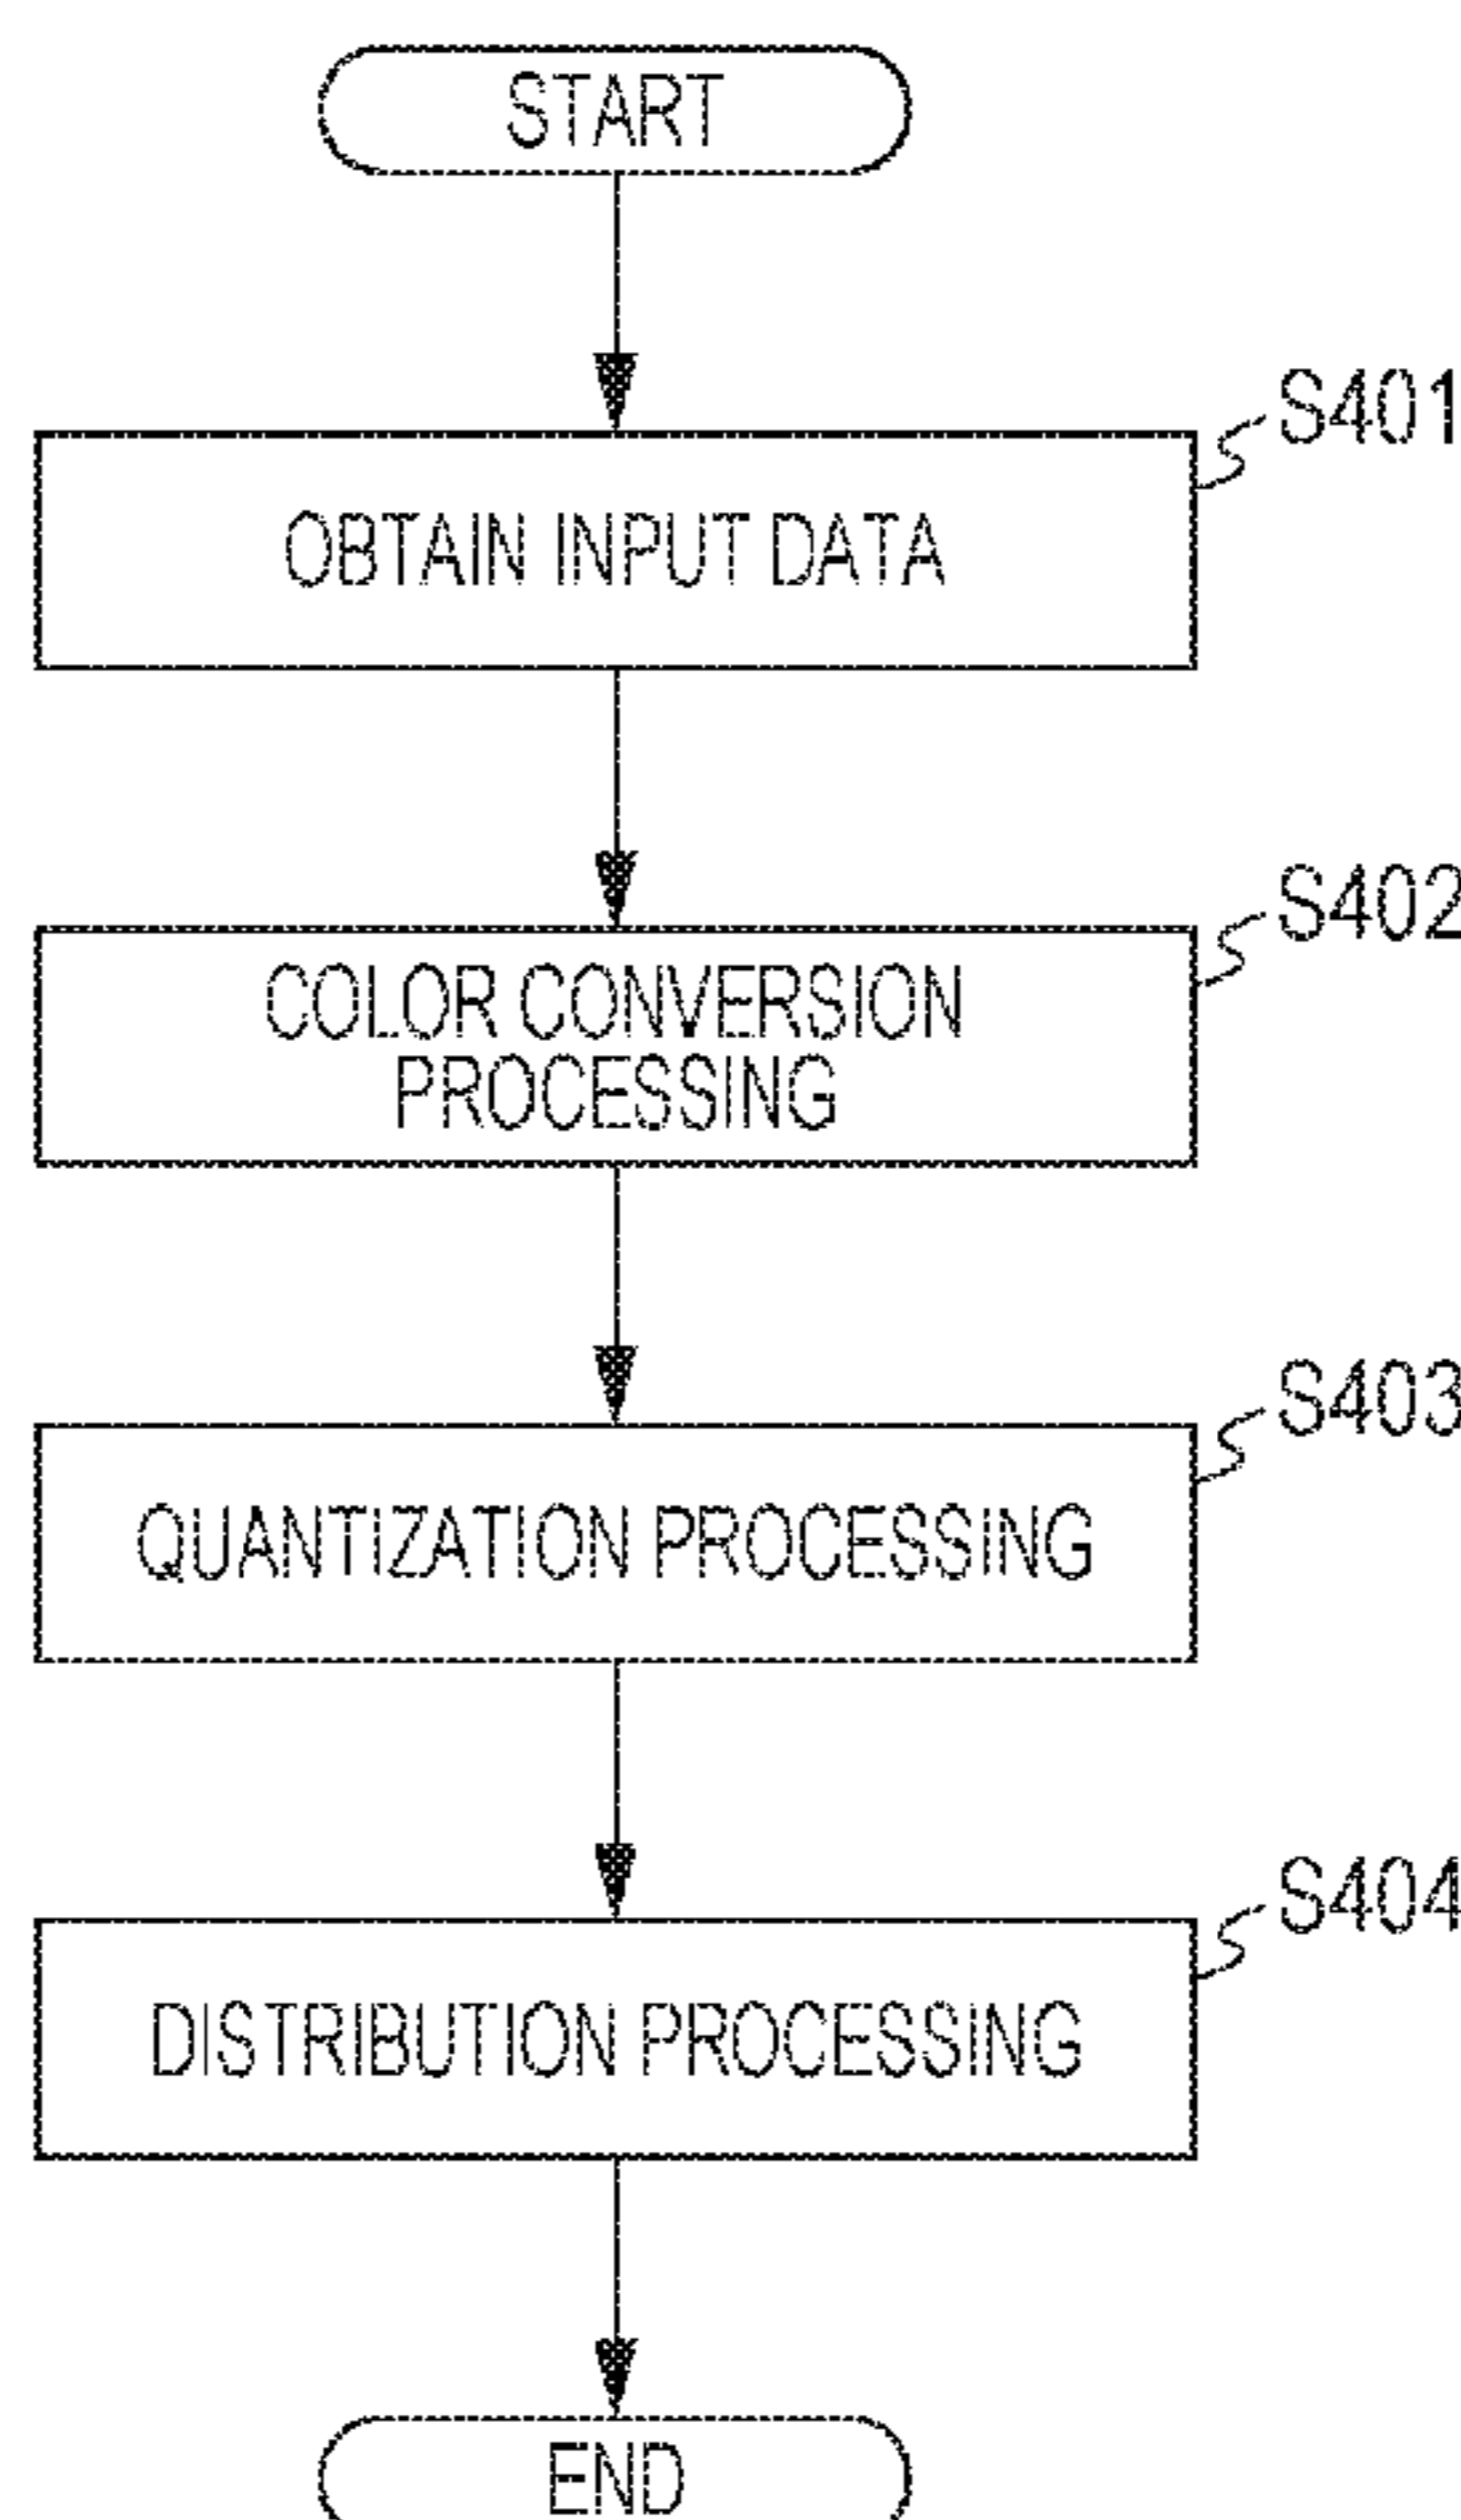 START
S401
OBTAIN INPUT DATA
S402
COLOR CONVERSION
PROCESSING
S403
QUANTIZATION PROCESSING
S404
DISTRIBUTION PROCESSING
END